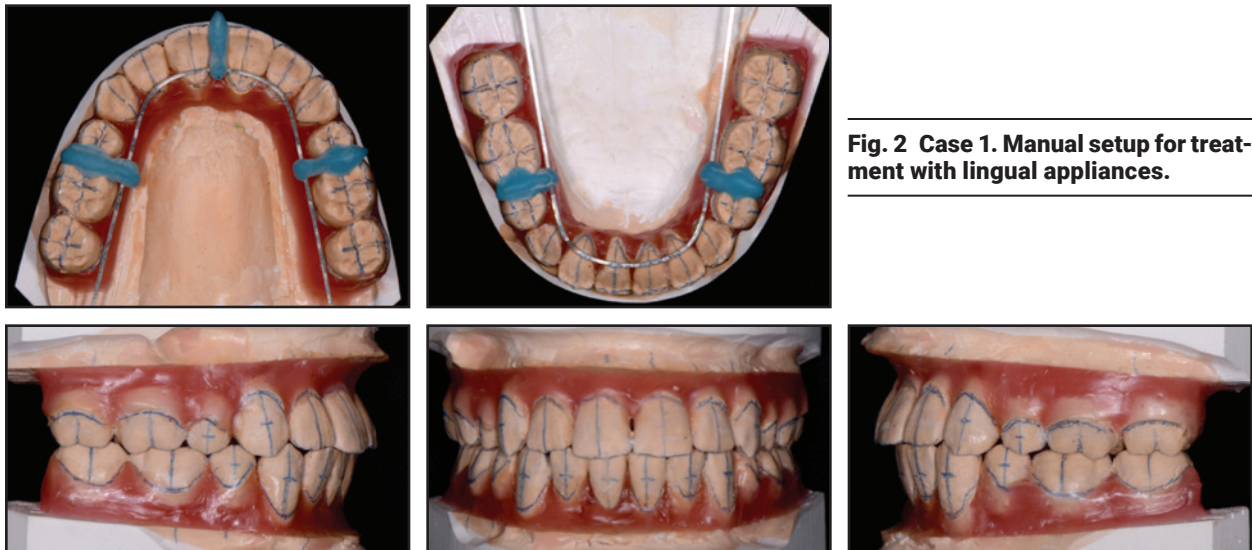 Fig. 2 Case 1. Manual setup for treat-
ment with lingual appliances.